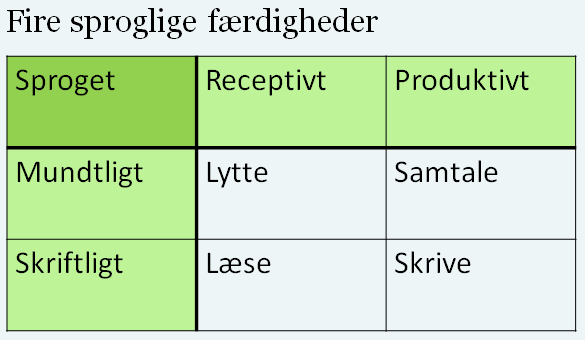 Fire sproglige færdigheder
Sproget Receptivt Produktivt
Mundtligt Lytte Samtale
Skriftligt Læse Skrive